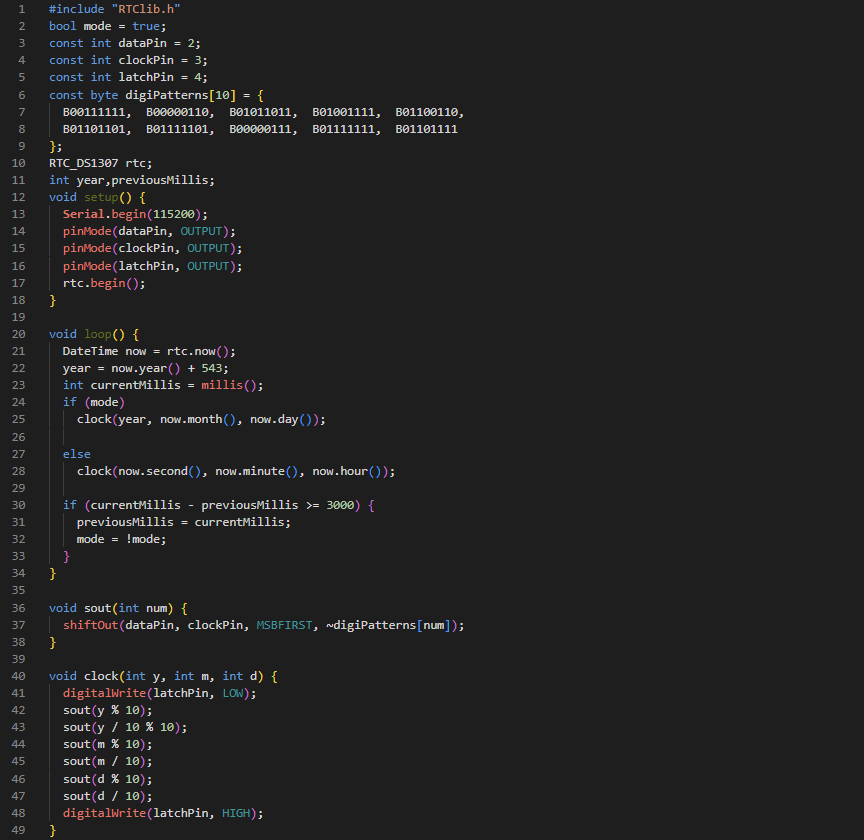 1 #include "RTClib.h"
2 bool mode = true;
3 const int dataPin = 2;
4 const int clockPin = 3;
5 const int latchPin = 4;
6 const byte digiPatterns[10] = {
7   B00111111,  B00000110,  B01011011,  B01001111,  B01100110,
8   B01101101,  B01111101,  B00000111,  B01111111,  B01101111
9 };
10 RTC_DS1307 rtc;
11 int year,previousMillis;
12 void setup() {
13   Serial.begin(115200);
14   pinMode(dataPin, OUTPUT);
15   pinMode(clockPin, OUTPUT);
16   pinMode(latchPin, OUTPUT);
17   rtc.begin();
18 }
19
20 void loop() {
21   DateTime now = rtc.now();
22   year = now.year() + 543;
23   int currentMillis = millis();
24   if (mode)
25     clock(year, now.month(), now.day());
26
27   else
28     clock(now.second(), now.minute(), now.hour());
29
30   if (currentMillis - previousMillis >= 3000) {
31     previousMillis = currentMillis;
32     mode = !mode;
33   }
34 }
35
36 void sout(int num) {
37   shiftOut(dataPin, clockPin, MSBFIRST, ~digiPatterns[num]);
38 }
39
40 void clock(int y, int m, int d) {
41   digitalWrite(latchPin, LOW);
42   sout(y % 10);
43   sout(y / 10 % 10);
44   sout(m % 10);
45   sout(m / 10);
46   sout(d % 10);
47   sout(d / 10);
48   digitalWrite(latchPin, HIGH);
49 }